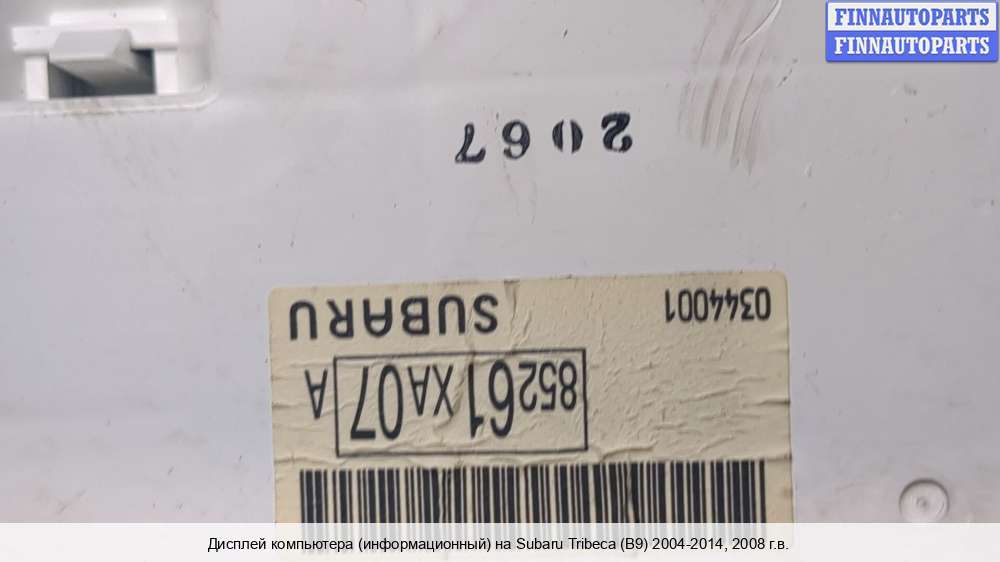 FINNAUTOPARTS
FINNAUTOPARTS
2067
0344001
SUBARU
85261XA07 A
Дисплей компьютера (информационный) на Subaru Tribeca (B9) 2004-2014, 2008 г.в.